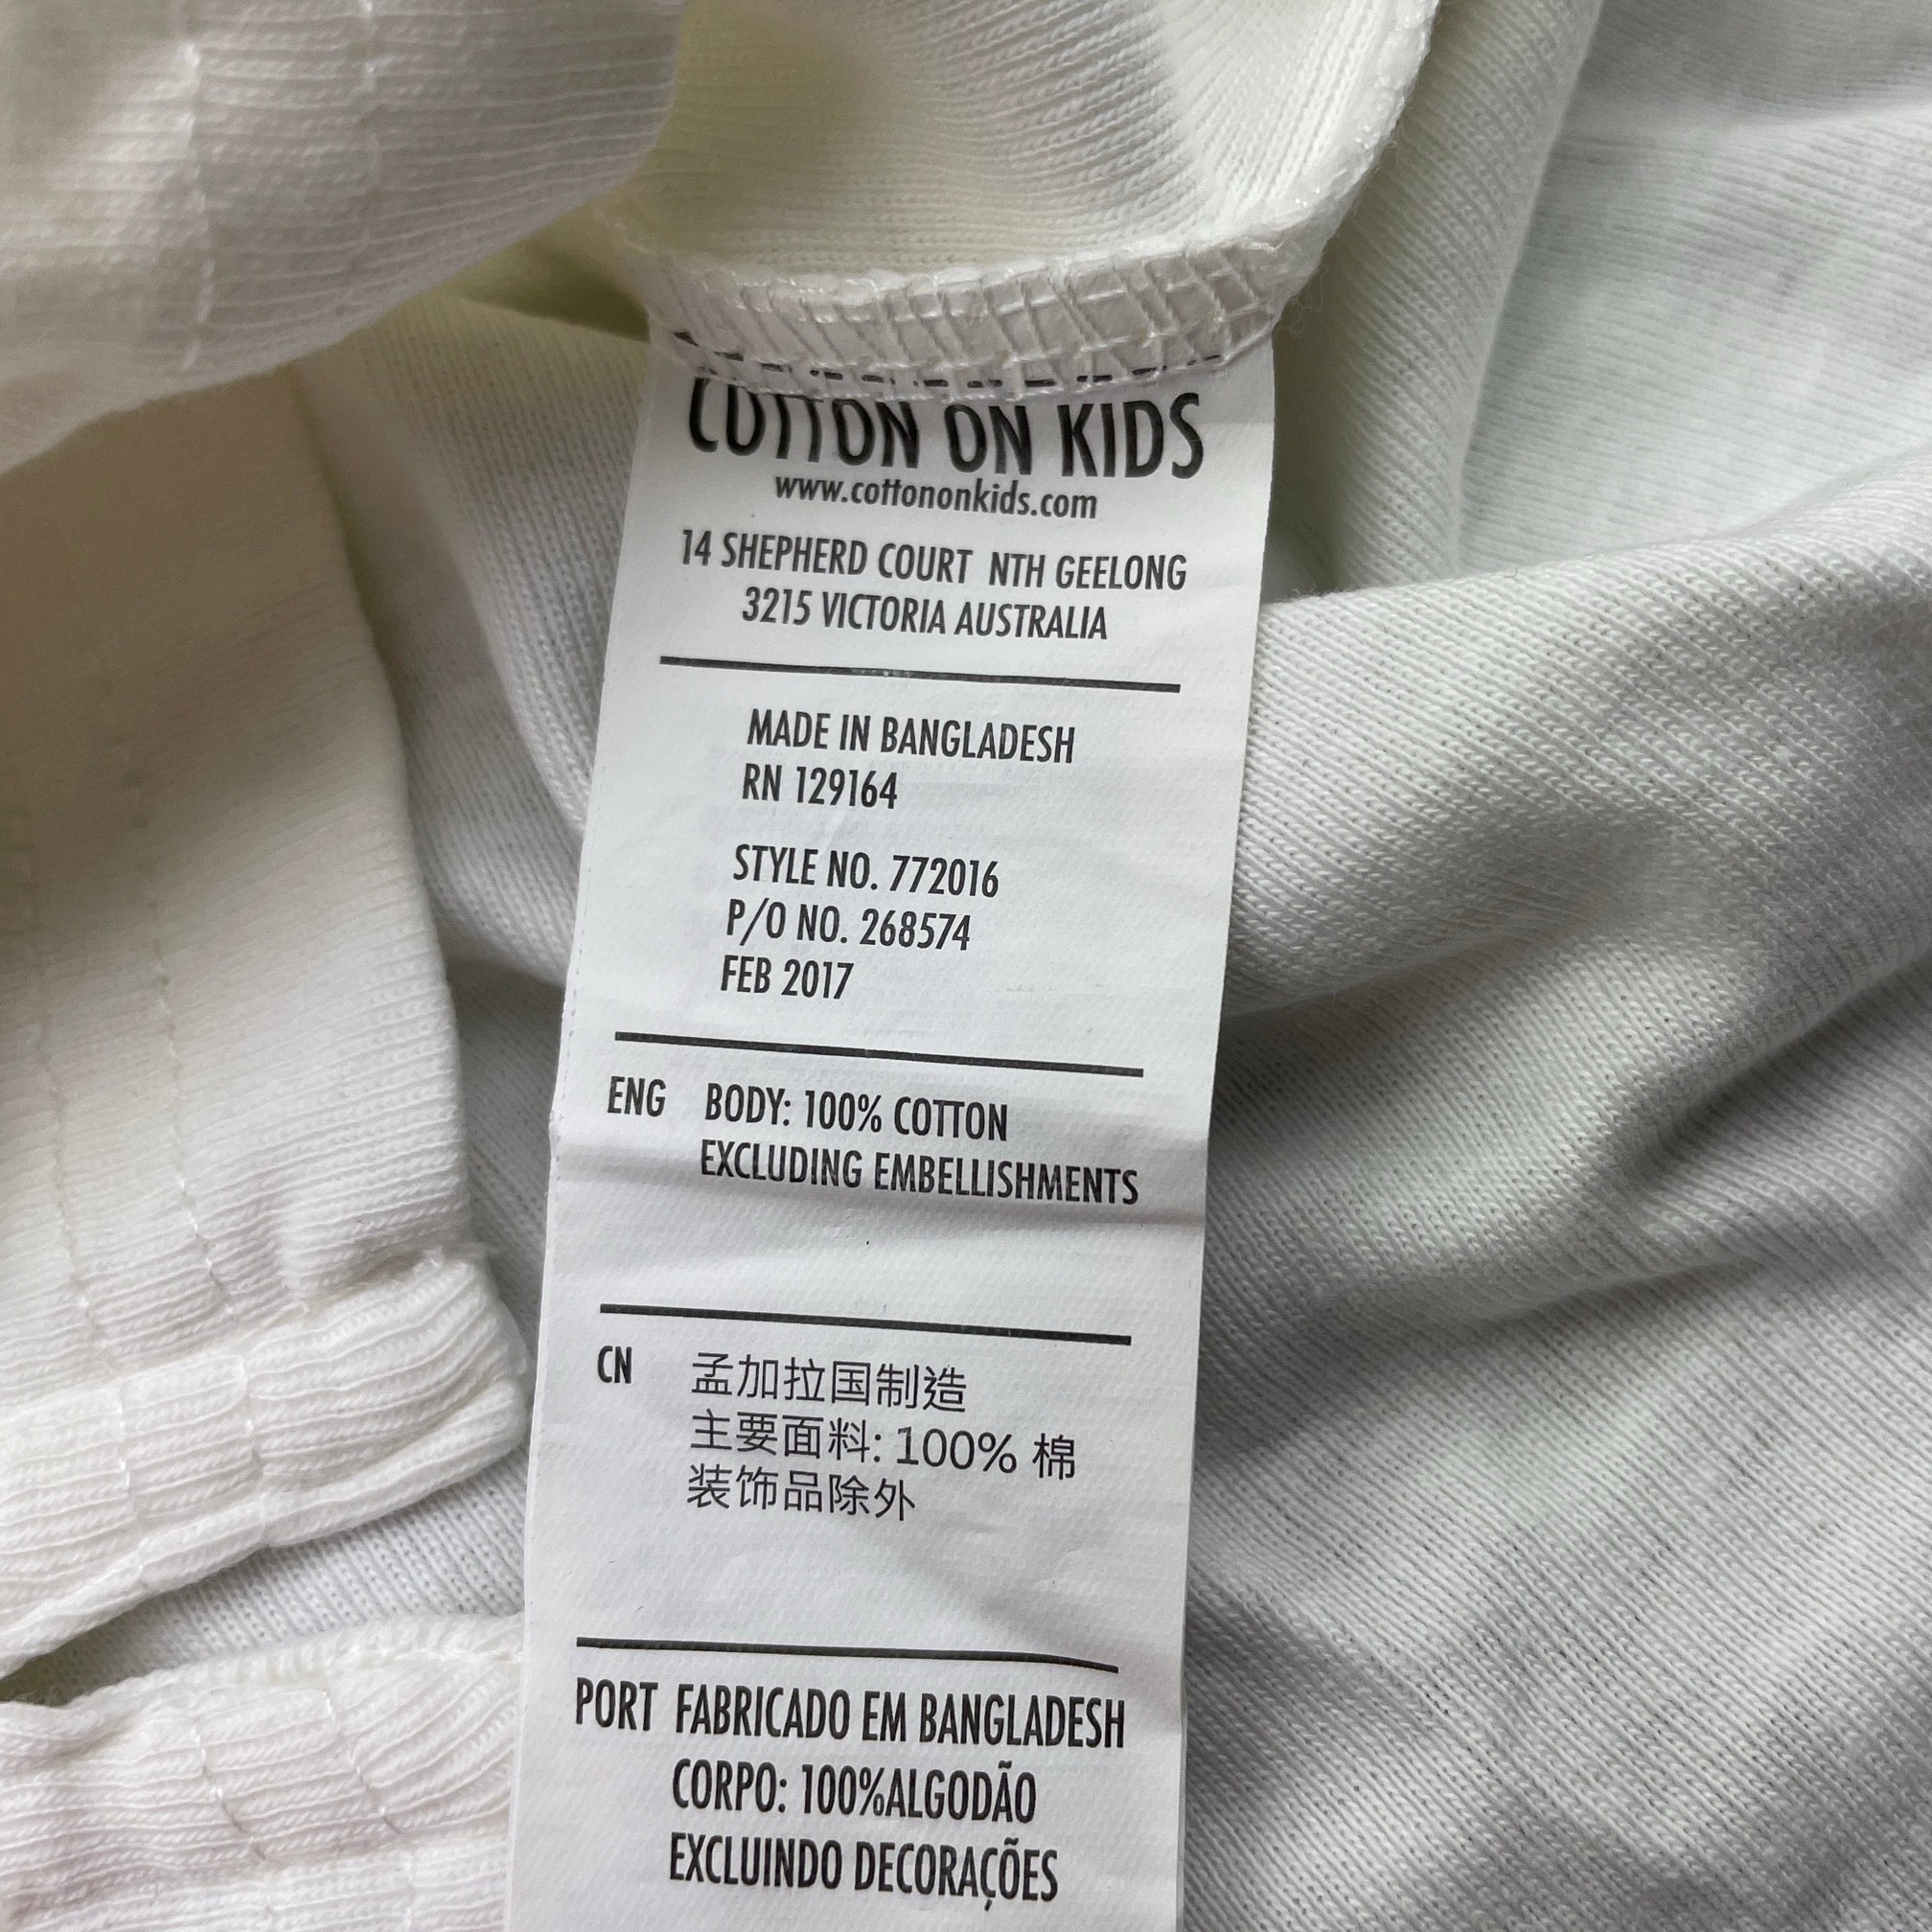 COTTON ON KIDS
www.cottononkids.com
14 SHEPHERD COURT NTH GEELONG
3215 VICTORIA AUSTRALIA
MADE IN BANGLADESH
RN 129164
STYLE NO. 772016
P/O NO. 268574
FEB 2017
ENG BODY: 100% COTTON
EXCLUDING EMBELLISHMENTS
CN 孟加拉国制造
主要面料: 100% 棉
装饰品除外
PORT FABRICADO EM BANGLADESH
CORPO: 100%ALGODÃO
EXCLUINDO DECORAÇÕES